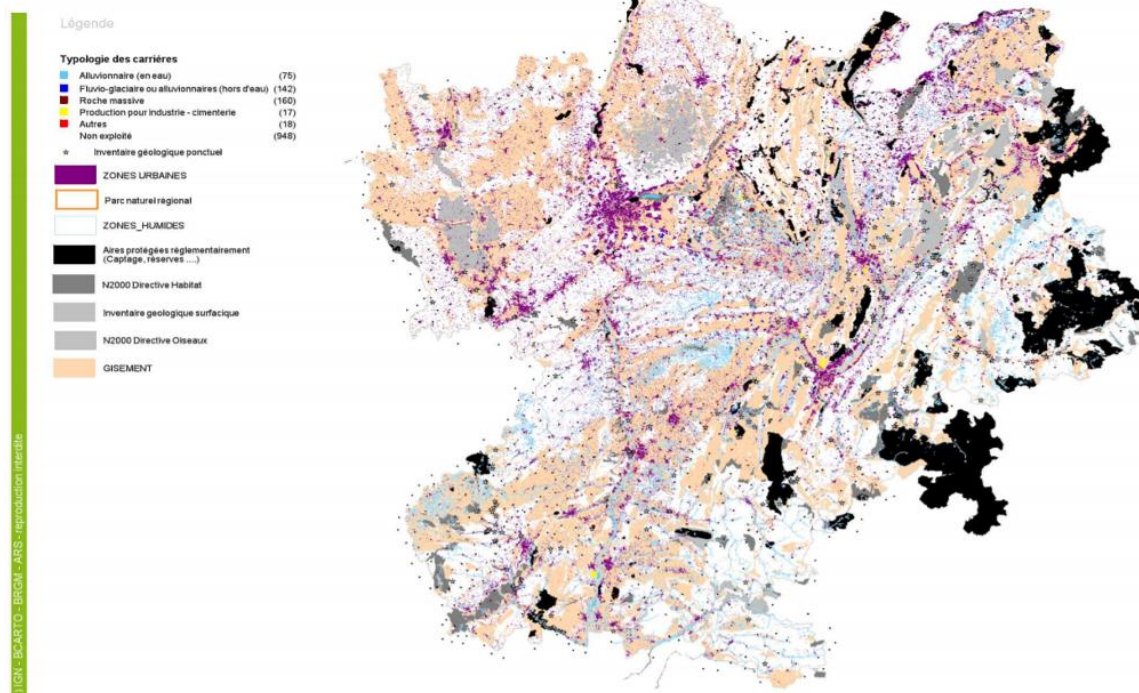 Légende
Typologie des carrières
Alluvionnaire (en eau) (75)
Fluvio-glaciaire ou alluvionnaires (hors d'eau) (142)
Roche massive (160)
Production pour industrie - cimenterie (17)
Autres (18)
Non exploité (948)
Inventaire géologique ponctuel
ZONES URBAINES
Parc naturel régional
ZONES_HUMIDES
Aires protégées réglementairement
(Captage, réserves ....)
N2000 Directive Habitat
Inventaire geologique surfacique
N2000 Directive Oiseaux
GISEMENT
) IGN - BCARTO - BRGM - ARS - reproduction interdite